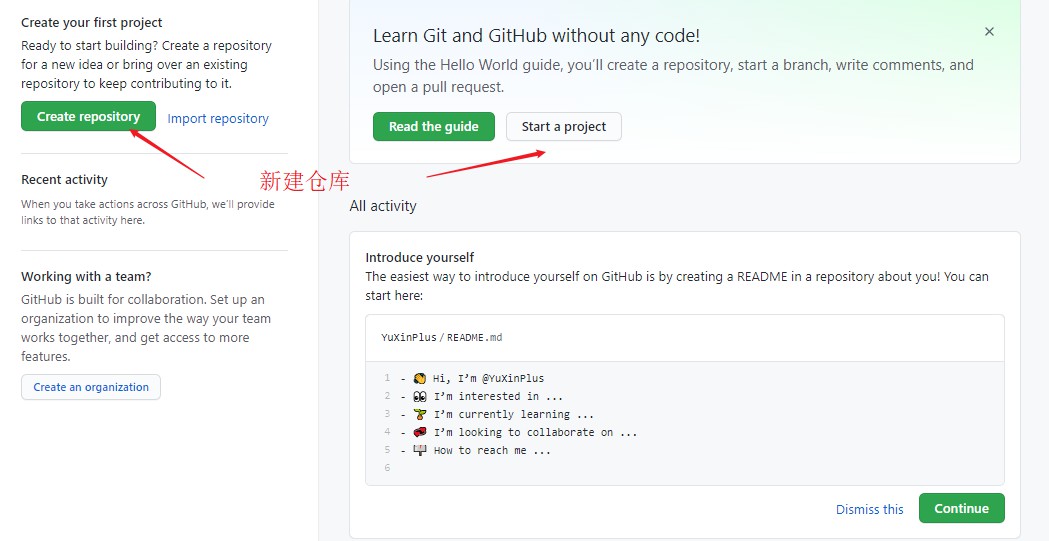 Create your first project
Ready to start building? Create a repository
for a new idea or bring over an existing
repository to keep contributing to it.
Create repository
Import repository
Recent activity
When you take actions across GitHub, we’ll provide
links to that activity here.
Working with a team?
GitHub is built for collaboration. Set up an
organization to improve the way your team
works together, and get access to more
features.
Create an organization
新建仓库
Learn Git and GitHub without any code!
Using the Hello World guide, you’ll create a repository, start a branch, write comments, and
open a pull request.
Read the guide
Start a project
All activity
Introduce yourself
The easiest way to introduce yourself on GitHub is by creating a README in a repository about you! You can
start here:
YuXinPlus / README.md
1 - 👋 Hi, I’m @YuXinPlus
2 - 👀 I’m interested in ...
3 - 🌱 I’m currently learning ...
4 - 💞️ I’m looking to collaborate on ...
5 - 📫 How to reach me ...
6
Dismiss this
Continue